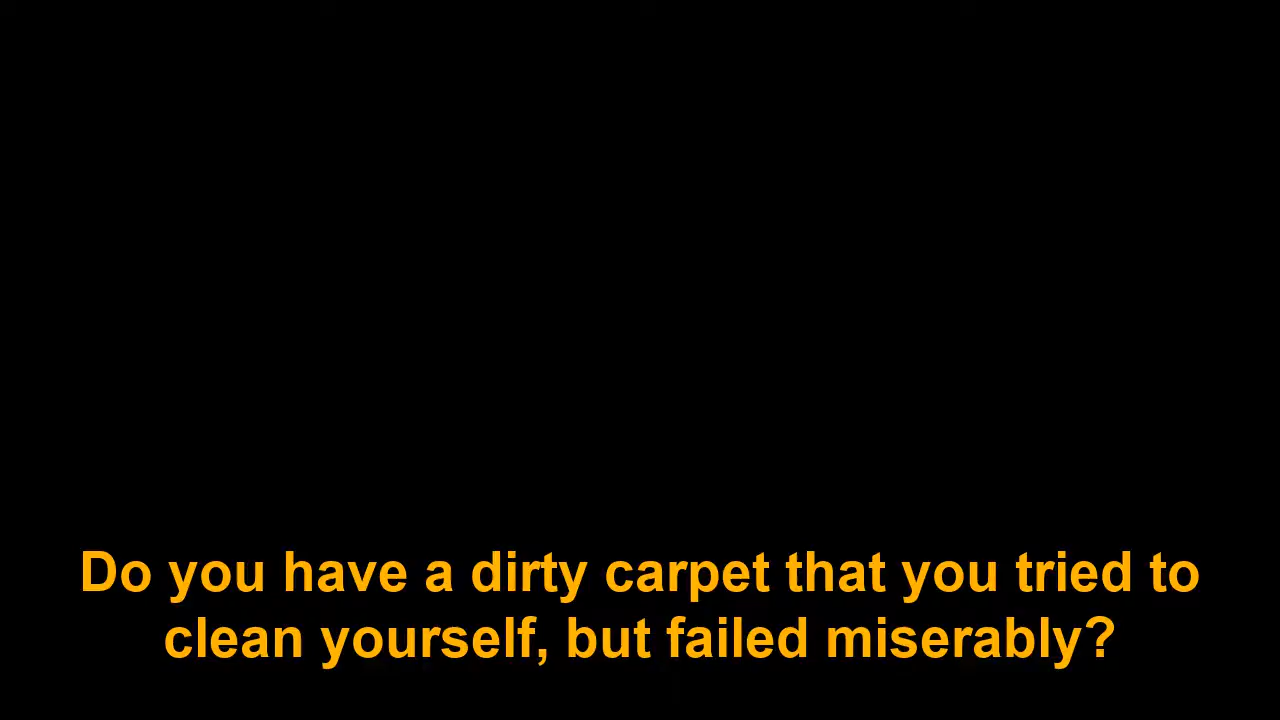 Do you have a dirty carpet that you tried to
clean yourself, but failed miserably?